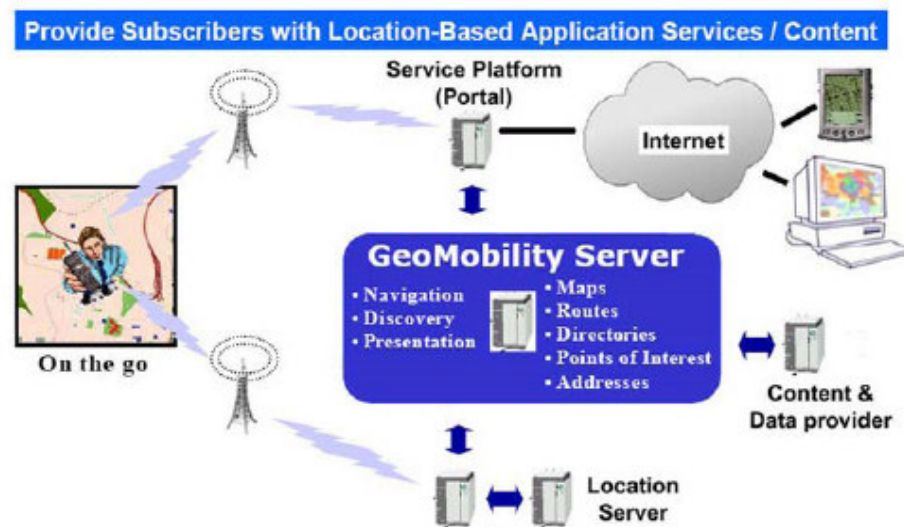 Provide Subscribers with Location-Based Application Services / Content
Service Platform
(Portal)
Internet
On the go
GeoMobility Server
• Navigation
• Discovery
• Presentation
• Maps
• Routes
• Directories
• Points of Interest
• Addresses
Content &
Data provider
Location
Server